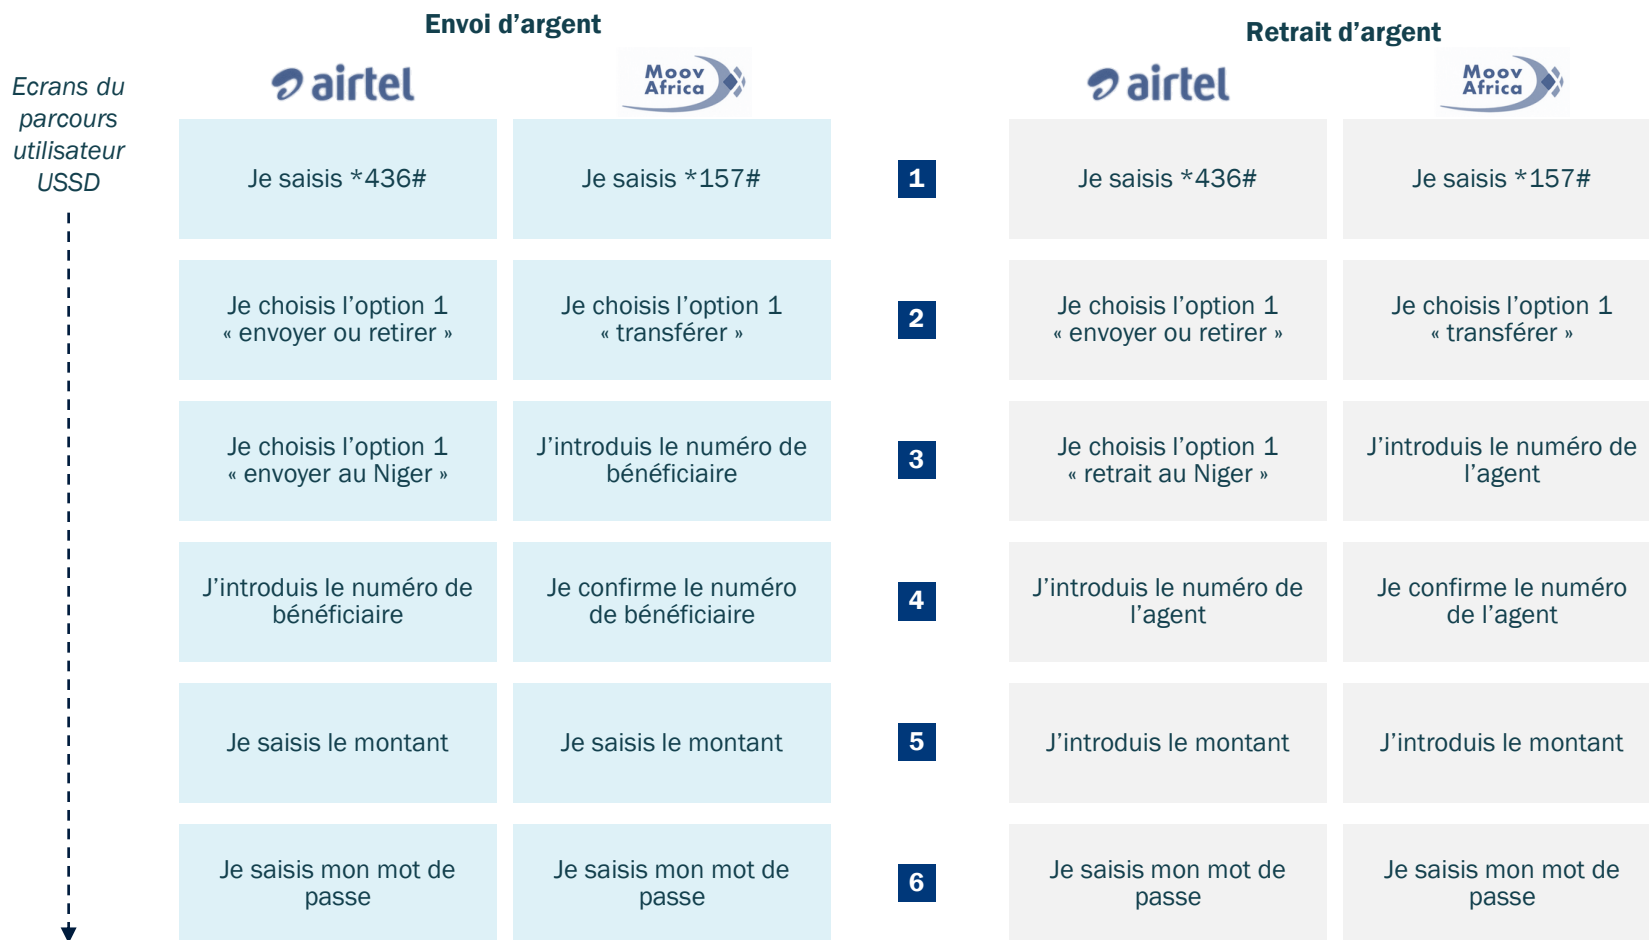 Envoi d’argent
Retrait d’argent
Ecrans du
parcours
utilisateur
USSD
airtel
Moov
Africa
airtel
Moov
Africa
Je saisis *436#
Je saisis *157#
1
Je saisis *436#
Je saisis *157#
Je choisis l’option 1
« envoyer ou retirer »
Je choisis l’option 1
« transférer »
2
Je choisis l’option 1
« envoyer ou retirer »
Je choisis l’option 1
« transférer »
Je choisis l’option 1
« envoyer au Niger »
J’introduis le numéro de
bénéficiaire
3
Je choisis l’option 1
« retrait au Niger »
J’introduis le numéro de
l’agent
J’introduis le numéro de
bénéficiaire
Je confirme le numéro
de bénéficiaire
4
J’introduis le numéro de
l’agent
Je confirme le numéro
de l’agent
Je saisis le montant
Je saisis le montant
5
J’introduis le montant
J’introduis le montant
Je saisis mon mot de
passe
Je saisis mon mot de
passe
6
Je saisis mon mot de
passe
Je saisis mon mot de
passe